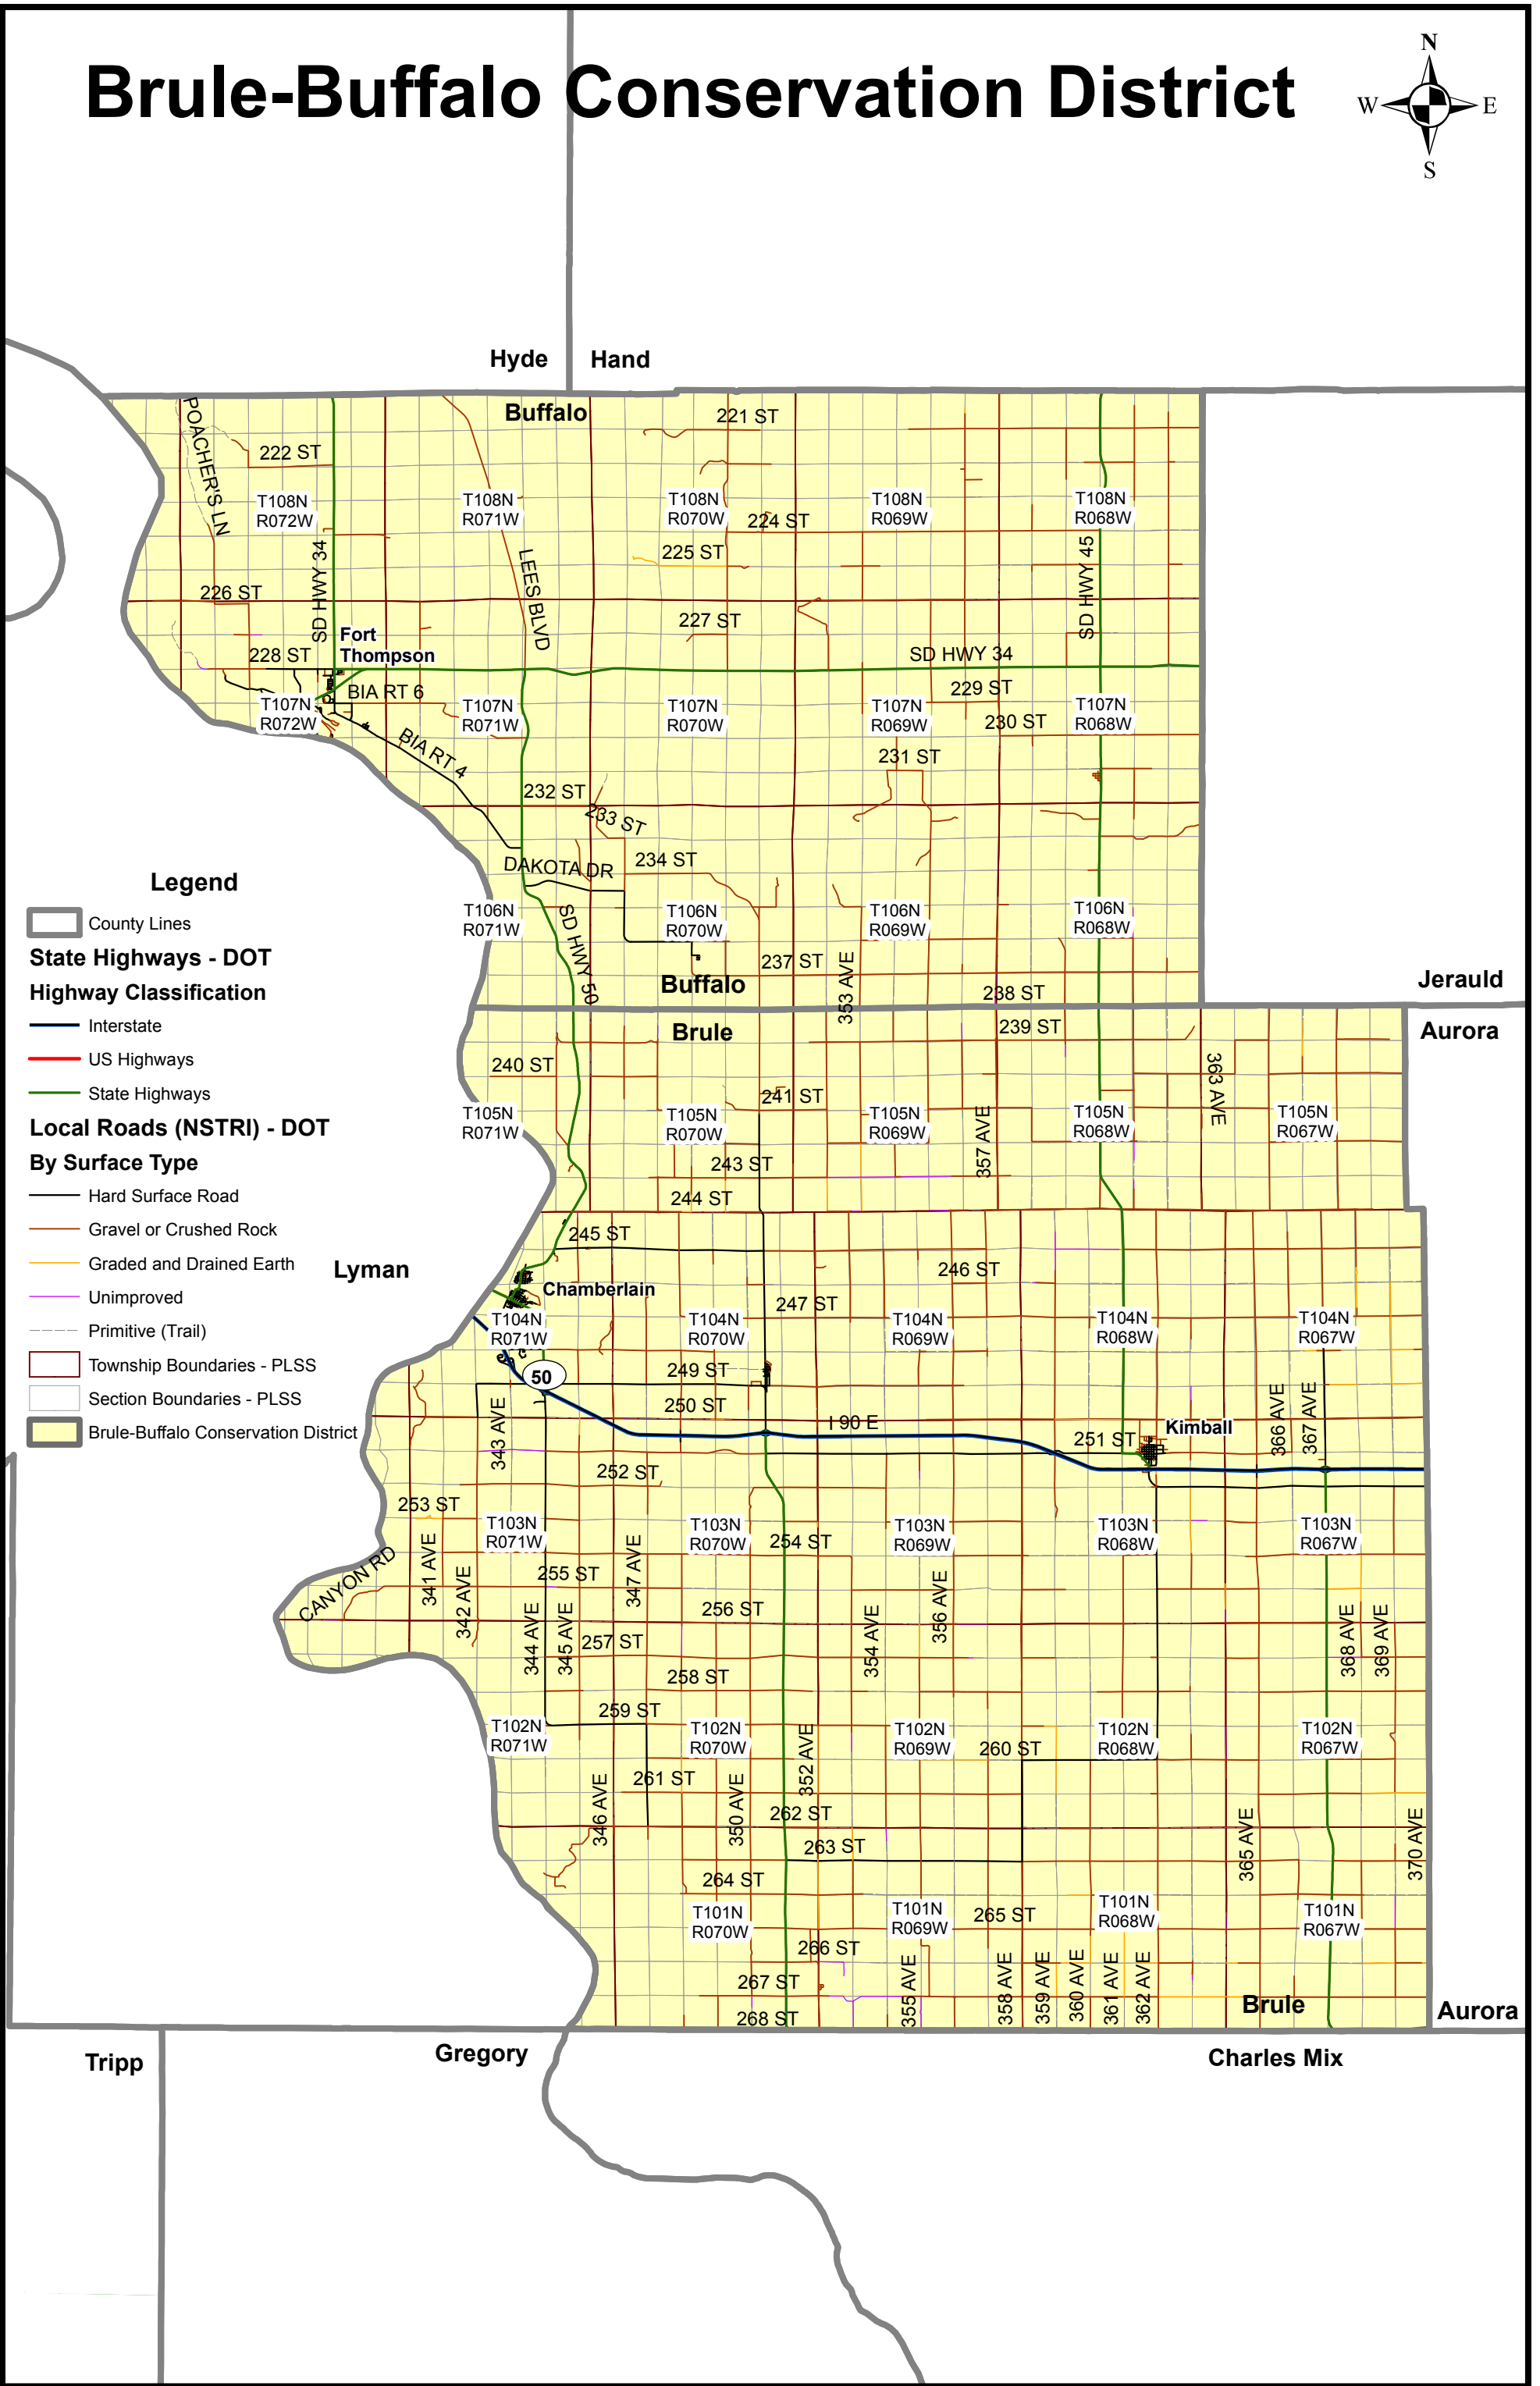 Brule-Buffalo Conservation District
N
W
E
S
Hyde
Hand
Buffalo
221 ST
POACHER'S LN
222 ST
T108N
R072W
T108N
R071W
T108N
R070W
T108N
R069W
T108N
R068W
224 ST
225 ST
SD HWY 34
LEES BLVD
SD HWY 45
226 ST
227 ST
Fort
Thompson
228 ST
SD HWY 34
BIA RT 6
229 ST
T107N
R072W
T107N
R071W
T107N
R070W
T107N
R069W
T107N
R068W
230 ST
BIA RT 4
231 ST
232 ST
233 ST
234 ST
DAKOTA DR
T106N
R071W
T106N
R070W
T106N
R069W
T106N
R068W
SD HWY 50
237 ST
353 AVE
Buffalo
238 ST
Jerauld
Brule
239 ST
Aurora
240 ST
363 AVE
241 ST
T105N
R071W
T105N
R070W
T105N
R069W
T105N
R068W
T105N
R067W
357 AVE
243 ST
244 ST
245 ST
Lyman
246 ST
Chamberlain
247 ST
T104N
R071W
T104N
R070W
T104N
R069W
T104N
R068W
T104N
R067W
249 ST
50
250 ST
343 AVE
I 90 E
366 AVE
367 AVE
Kimball
251 ST
252 ST
253 ST
T103N
R071W
T103N
R070W
T103N
R069W
T103N
R068W
T103N
R067W
254 ST
CANYON RD
341 AVE
342 AVE
347 AVE
255 ST
256 ST
356 AVE
344 AVE
345 AVE
257 ST
354 AVE
368 AVE
369 AVE
258 ST
259 ST
T102N
R071W
T102N
R070W
T102N
R069W
T102N
R068W
T102N
R067W
352 AVE
260 ST
261 ST
346 AVE
350 AVE
262 ST
263 ST
365 AVE
370 AVE
264 ST
T101N
R070W
T101N
R069W
T101N
R068W
T101N
R067W
265 ST
266 ST
267 ST
355 AVE
358 AVE
359 AVE
360 AVE
361 AVE
362 AVE
268 ST
Brule
Aurora
Tripp
Gregory
Charles Mix
Legend
County Lines
State Highways - DOT
Highway Classification
Interstate
US Highways
State Highways
Local Roads (NSTRI) - DOT
By Surface Type
Hard Surface Road
Gravel or Crushed Rock
Graded and Drained Earth
Unimproved
Primitive (Trail)
Township Boundaries - PLSS
Section Boundaries - PLSS
Brule-Buffalo Conservation District